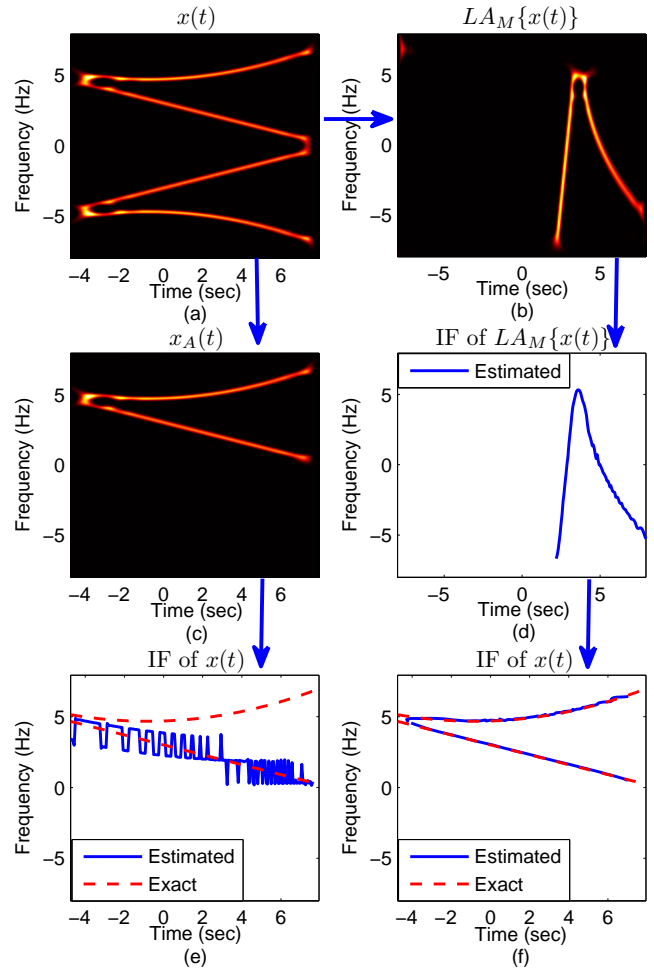 x(t)
LA_M{x(t)}
Frequency (Hz)
5
0
−5
−4 −2 0 2 4 6
Time (sec)
(a)
Frequency (Hz)
5
0
−5
−5 0 5
Time (sec)
(b)
x_A(t)
IF of LA_M{x(t)}
Frequency (Hz)
5
0
−5
−4 −2 0 2 4 6
Time (sec)
(c)
Estimated
Frequency (Hz)
5
0
−5
−5 0 5
Time (sec)
(d)
IF of x(t)
IF of x(t)
Frequency (Hz)
5
0
−5
Estimated
Exact
−4 −2 0 2 4 6
Time (sec)
(e)
Frequency (Hz)
5
0
−5
Estimated
Exact
−4 −2 0 2 4 6
Time (sec)
(f)